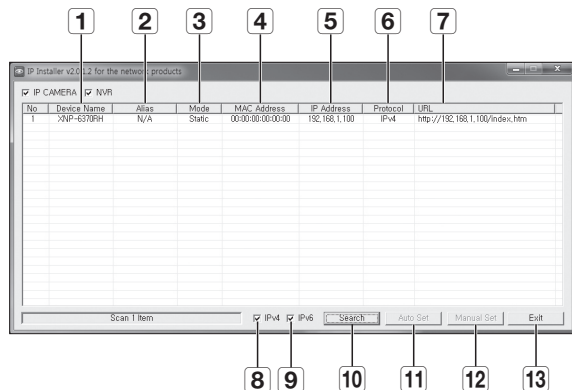 1 2 3 4 5 6 7
IP Installer v2.0.1.2 for the network products
IP CAMERA NVR
No Device Name Alias Mode MAC Address IP Address Protocol URL
1 XNP-6370RH N/A Static 00:00:00:00:00:00 192,168,1,100 IPv4 http://192,168,1,100/index,htm
Scan 1 Item IPv4 IPv6 Search Auto Set Manual Set Exit
8 9 10 11 12 13